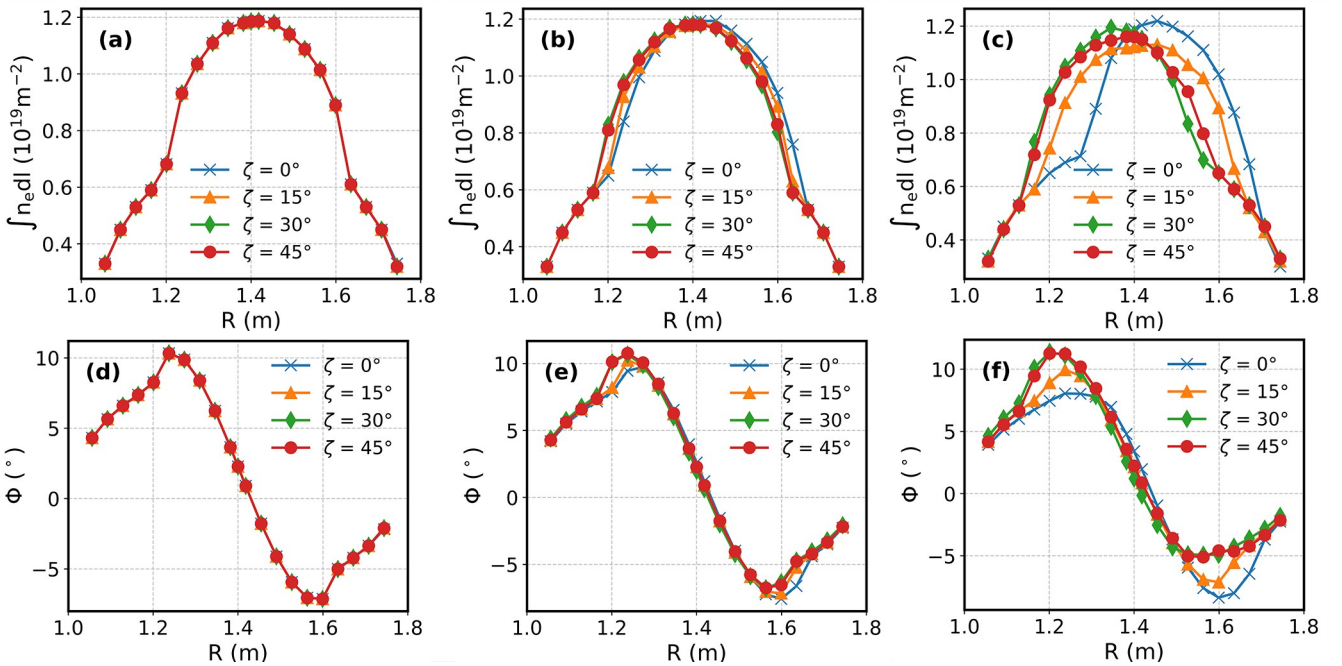 (a)
∫nₑdl (10¹⁹m⁻²)
1.2
1.0
0.8
0.6
0.4
ζ = 0°
ζ = 15°
ζ = 30°
ζ = 45°
1.0 1.2 1.4 1.6 1.8
R (m)
(b)
∫nₑdl (10¹⁹m⁻²)
1.2
1.0
0.8
0.6
0.4
ζ = 0°
ζ = 15°
ζ = 30°
ζ = 45°
1.0 1.2 1.4 1.6 1.8
R (m)
(c)
∫nₑdl (10¹⁹m⁻²)
1.2
1.0
0.8
0.6
0.4
ζ = 0°
ζ = 15°
ζ = 30°
ζ = 45°
1.0 1.2 1.4 1.6 1.8
R (m)
(d)
Φ (°)
10
5
0
−5
ζ = 0°
ζ = 15°
ζ = 30°
ζ = 45°
1.0 1.2 1.4 1.6 1.8
R (m)
(e)
Φ (°)
10
5
0
−5
ζ = 0°
ζ = 15°
ζ = 30°
ζ = 45°
1.0 1.2 1.4 1.6 1.8
R (m)
(f)
Φ (°)
10
5
0
−5
ζ = 0°
ζ = 15°
ζ = 30°
ζ = 45°
1.0 1.2 1.4 1.6 1.8
R (m)